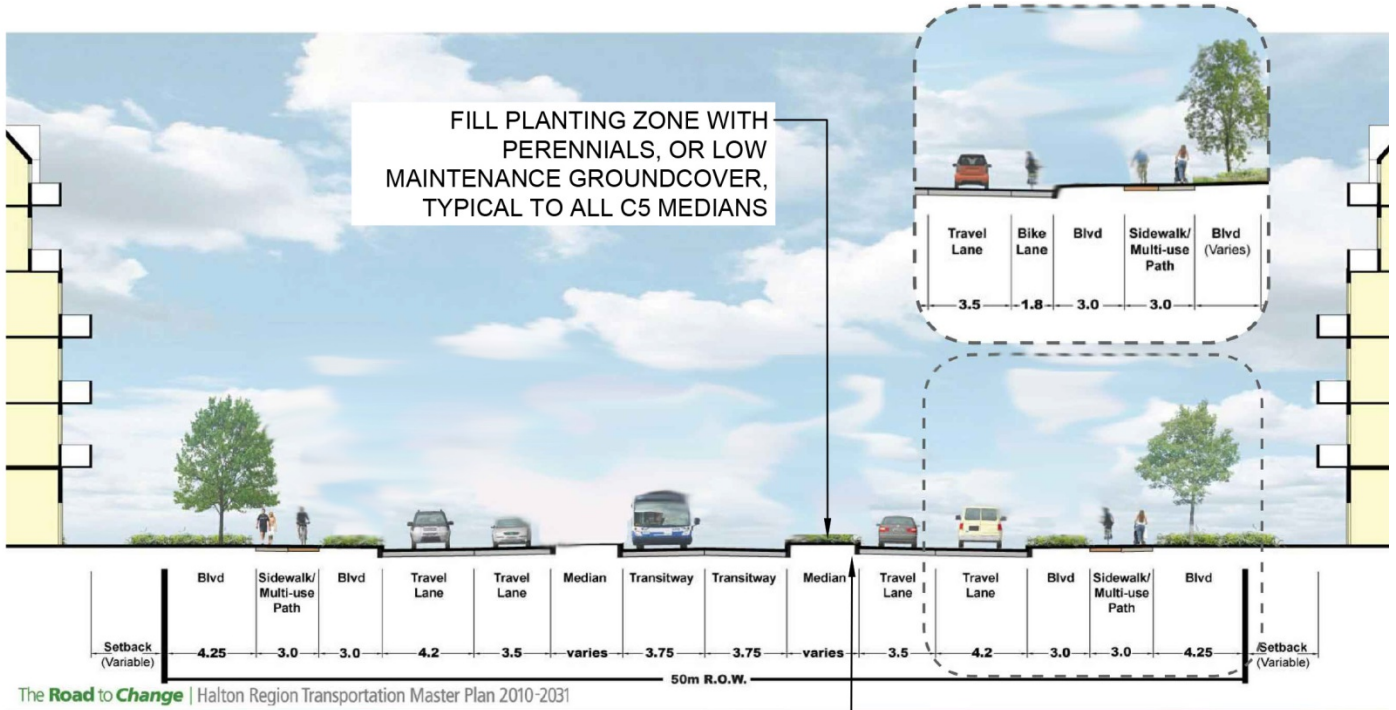 FILL PLANTING ZONE WITH
PERENNIALS, OR LOW
MAINTENANCE GROUNDCOVER,
TYPICAL TO ALL C5 MEDIANS
Travel Lane
Bike Lane
Blvd
Sidewalk/ Multi-use Path
Blvd (Varies)
3.5 1.8 3.0 3.0
Blvd
Sidewalk/ Multi-use Path
Blvd
Travel Lane
Travel Lane
Median
Transitway
Transitway
Median
Travel Lane
Travel Lane
Blvd
Sidewalk/ Multi-use Path
Blvd
Setback (Variable)
4.25 3.0 3.0 4.2 3.5 varies 3.75 3.75 varies 3.5 4.2 3.0 3.0 4.25
Setback (Variable)
50m R.O.W.
The Road to Change | Halton Region Transportation Master Plan 2010-2031